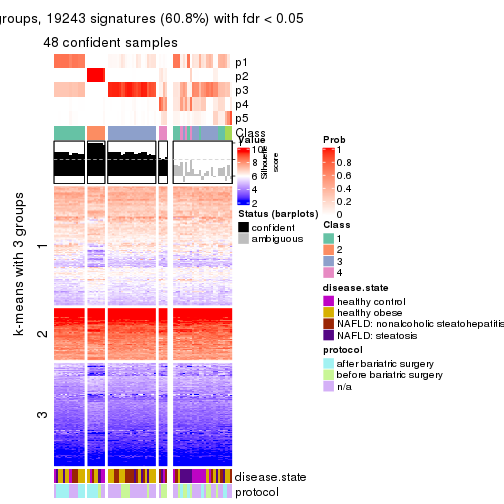 groups, 19243 signatures (60.8%) with fdr < 0.05
48 confident samples
p1
p2
p3
p4
p5
Class
k-means with 3 groups
1
2
3
Value
10
8
6
4
2
Silhouette
score
Status (barplots)
confident
ambiguous
Prob
1
0.8
0.6
0.4
0.2
0
Class
1
2
3
4
disease.state
healthy control
healthy obese
NAFLD: nonalcoholic steatohepatitis
NAFLD: steatosis
protocol
after bariatric surgery
before bariatric surgery
n/a
disease.state
protocol